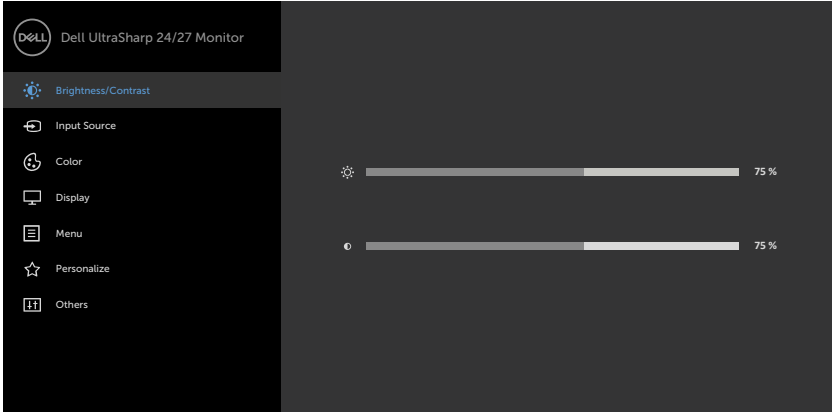 DELL
Dell UltraSharp 24/27 Monitor
Brightness/Contrast
Input Source
Color
Display
Menu
Personalize
Others
75 %
75 %